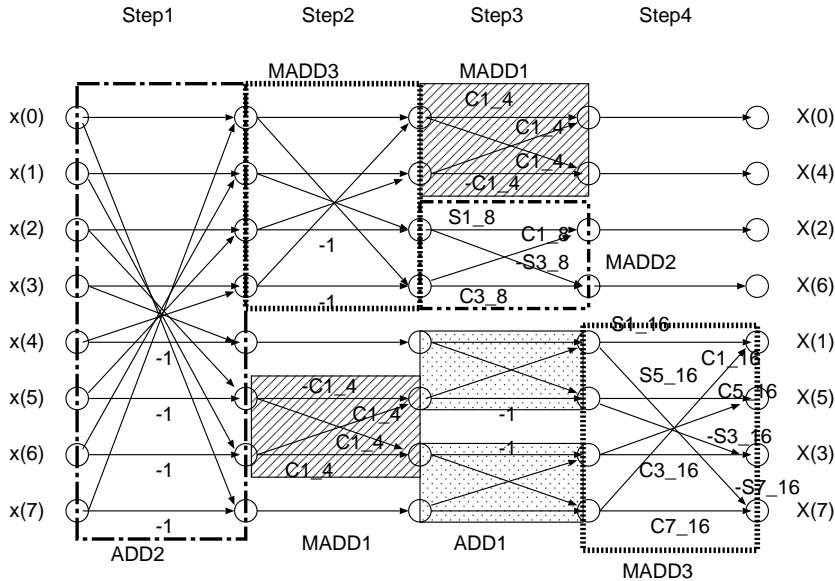 Step1 Step2 Step3 Step4
MADD3 MADD1
x(0) C1_4 X(0)
C1_4
x(1) C1_4 X(4)
-C1_4
x(2) S1_8 C1_8 X(2)
-1 -S3_8 MADD2
x(3) X(6)
-1 C3_8
S1_16
x(4) X(1)
-1 C1_16
-C1_4 S5_16
x(5) C5_16 X(5)
-1 C1_4 -1
C1_4 -1 -S3_16
x(6) X(3)
-1 C1_4 C3_16
-S7_16
x(7) X(7)
-1 C7_16
ADD2 MADD1 ADD1
MADD3